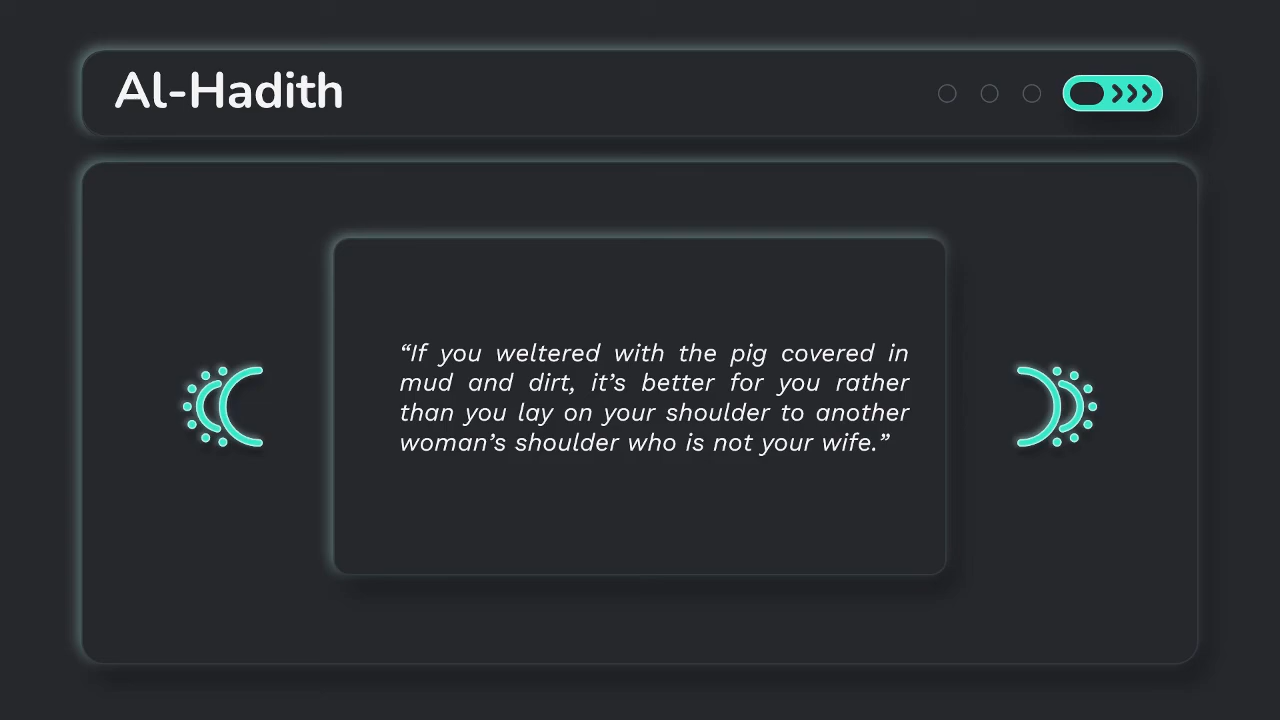 Al-Hadith
“If you weltered with the pig covered in
mud and dirt, it’s better for you rather
than you lay on your shoulder to another
woman’s shoulder who is not your wife.”